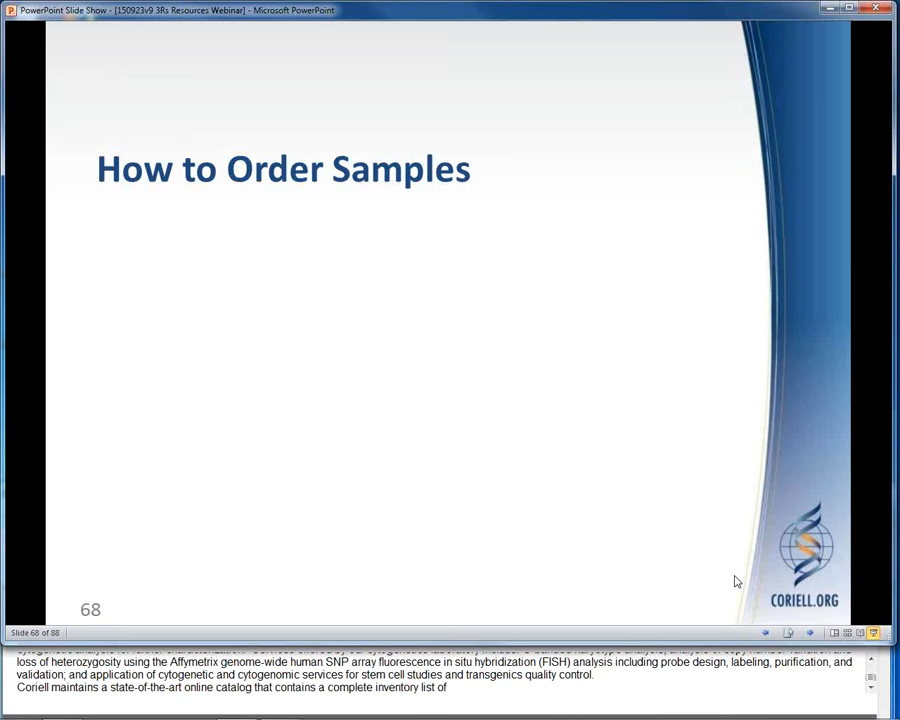 PowerPoint Slide Show - [150923v9 3Rs Resources Webinar] - Microsoft PowerPoint
How to Order Samples
CORIELL.ORG
68
Slide 68 of 88
loss of heterozygosity using the Affymetrix genome-wide human SNP array fluorescence in situ hybridization (FISH) analysis including probe design, labeling, purification, and
validation; and application of cytogenetic and cytogenomic services for stem cell studies and transgenics quality control.
Coriell maintains a state-of-the-art online catalog that contains a complete inventory list of